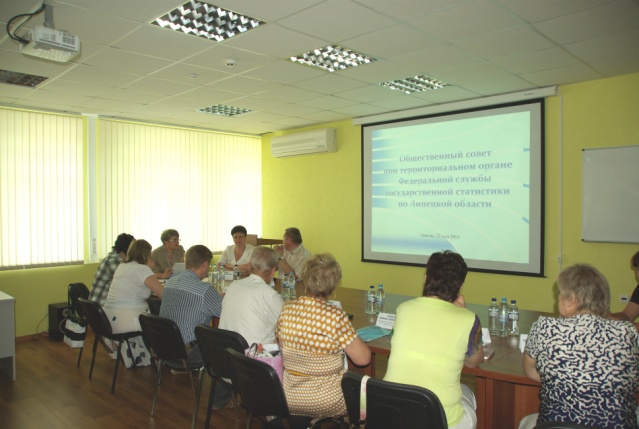 Общественный совет
при территориальном органе
Федеральной службы
государственной статистики
по Липецкой области